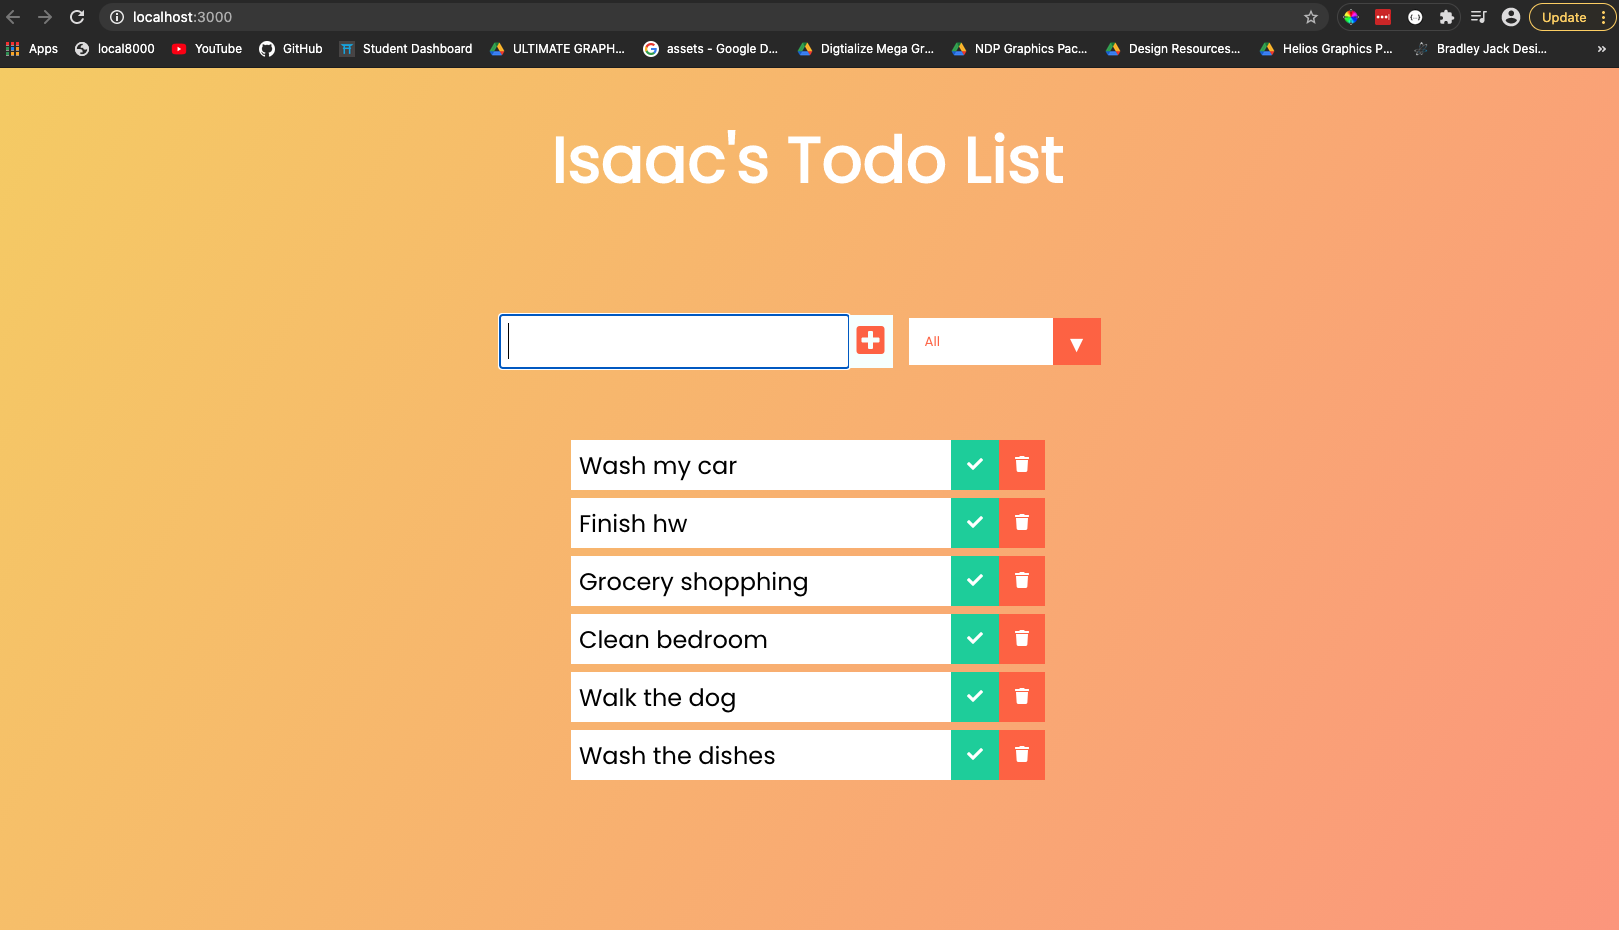 localhost:3000
Update
Apps local8000 YouTube GitHub Student Dashboard ULTIMATE GRAPH... assets - Google D... Digtialize Mega Gr... NDP Graphics Pac... Design Resources... Helios Graphics P... Bradley Jack Desi... »
Isaac's Todo List
All
Wash my car
Finish hw
Grocery shopphing
Clean bedroom
Walk the dog
Wash the dishes